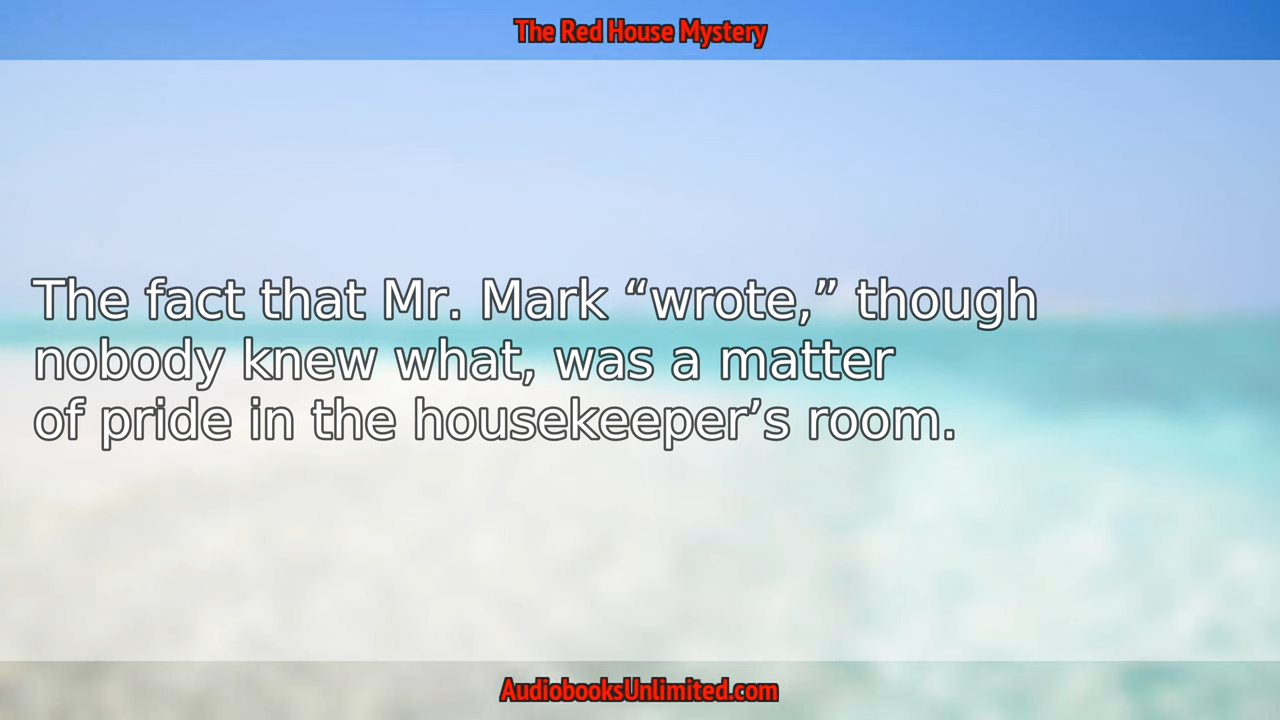 The Red House Mystery
The fact that Mr. Mark “wrote,” though
nobody knew what, was a matter
of pride in the housekeeper’s room.
AudiobooksUnlimited.com